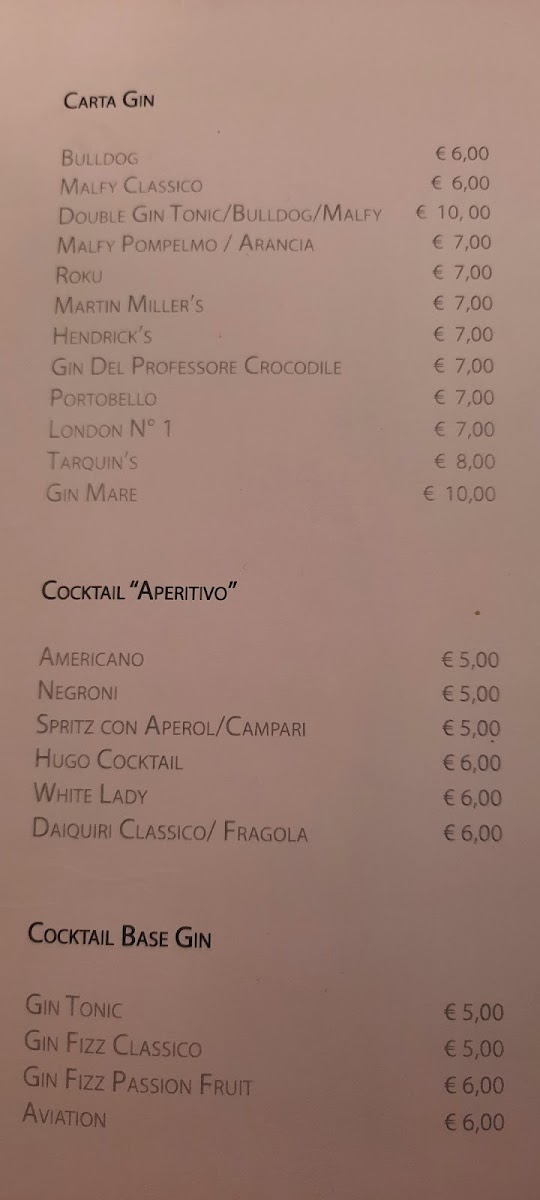 Carta Gin
Bulldog € 6,00
Malfy Classico € 6,00
Double Gin Tonic/Bulldog/Malfy € 10, 00
Malfy Pompelmo / Arancia € 7,00
Roku € 7,00
Martin Miller's € 7,00
Hendrick's € 7,00
Gin Del Professore Crocodile € 7,00
Portobello € 7,00
London N° 1 € 7,00
Tarquin's € 8,00
Gin Mare € 10,00
Cocktail “Aperitivo”
Americano € 5,00
Negroni € 5,00
Spritz con Aperol/Campari € 5,00
Hugo Cocktail € 6,00
White Lady € 6,00
Daiquiri Classico/ Fragola € 6,00
Cocktail Base Gin
Gin Tonic € 5,00
Gin Fizz Classico € 5,00
Gin Fizz Passion Fruit € 6,00
Aviation € 6,00